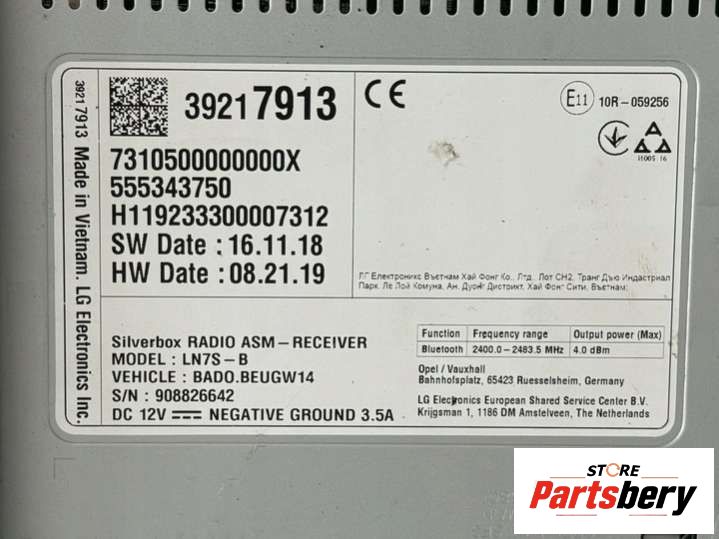 39217913 Made in Vietnam. LG Electronics Inc.
39217913
7310500000000X
555343750
H119233300007312
SW Date : 16.11.18
HW Date : 08.21.19
CE
E11 10R-059256
ЛГ Електроникс Вьетнам Хай Фонг Ко., Лтд. Лот СН2, Транг Дью Индастриал
Парк, Ле Лой Комуна, Ан, Дуонг Дистрикт, Хай Фонг Сити, Вьетнам;
Silverbox RADIO ASM-RECEIVER
MODEL : LN7S-B
VEHICLE : BADO.BEUGW14
S/N : 908826642
DC 12V NEGATIVE GROUND 3.5A
Function Frequency range Output power (Max)
Bluetooth 2400.0-2483.5 MHz 4.0 dBm
Opel / Vauxhall
Bahnhofsplatz, 65423 Ruesselsheim, Germany
LG Electronics European Shared Service Center B.V.
Krijgsman 1, 1186 DM Amstelveen, The Netherlands
STORE
Partsbery